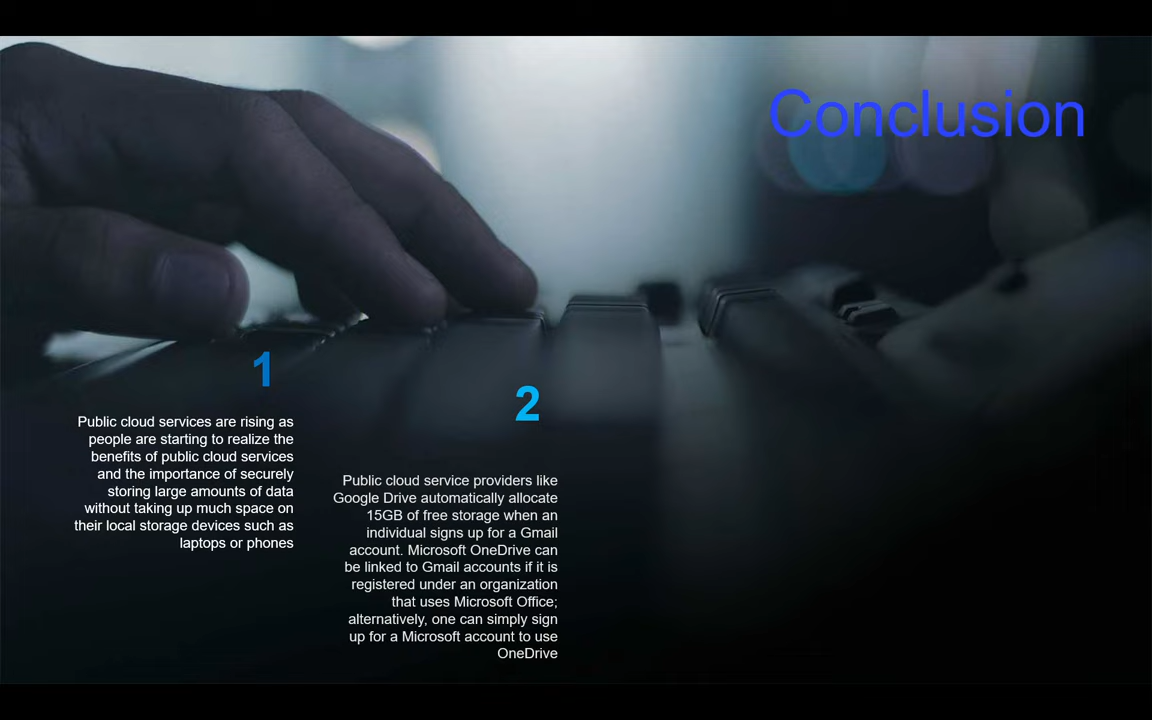 Conclusion
1
Public cloud services are rising as
people are starting to realize the
benefits of public cloud services
and the importance of securely
storing large amounts of data
without taking up much space on
their local storage devices such as
laptops or phones
2
Public cloud service providers like
Google Drive automatically allocate
15GB of free storage when an
individual signs up for a Gmail
account. Microsoft OneDrive can
be linked to Gmail accounts if it is
registered under an organization
that uses Microsoft Office;
alternatively, one can simply sign
up for a Microsoft account to use
OneDrive